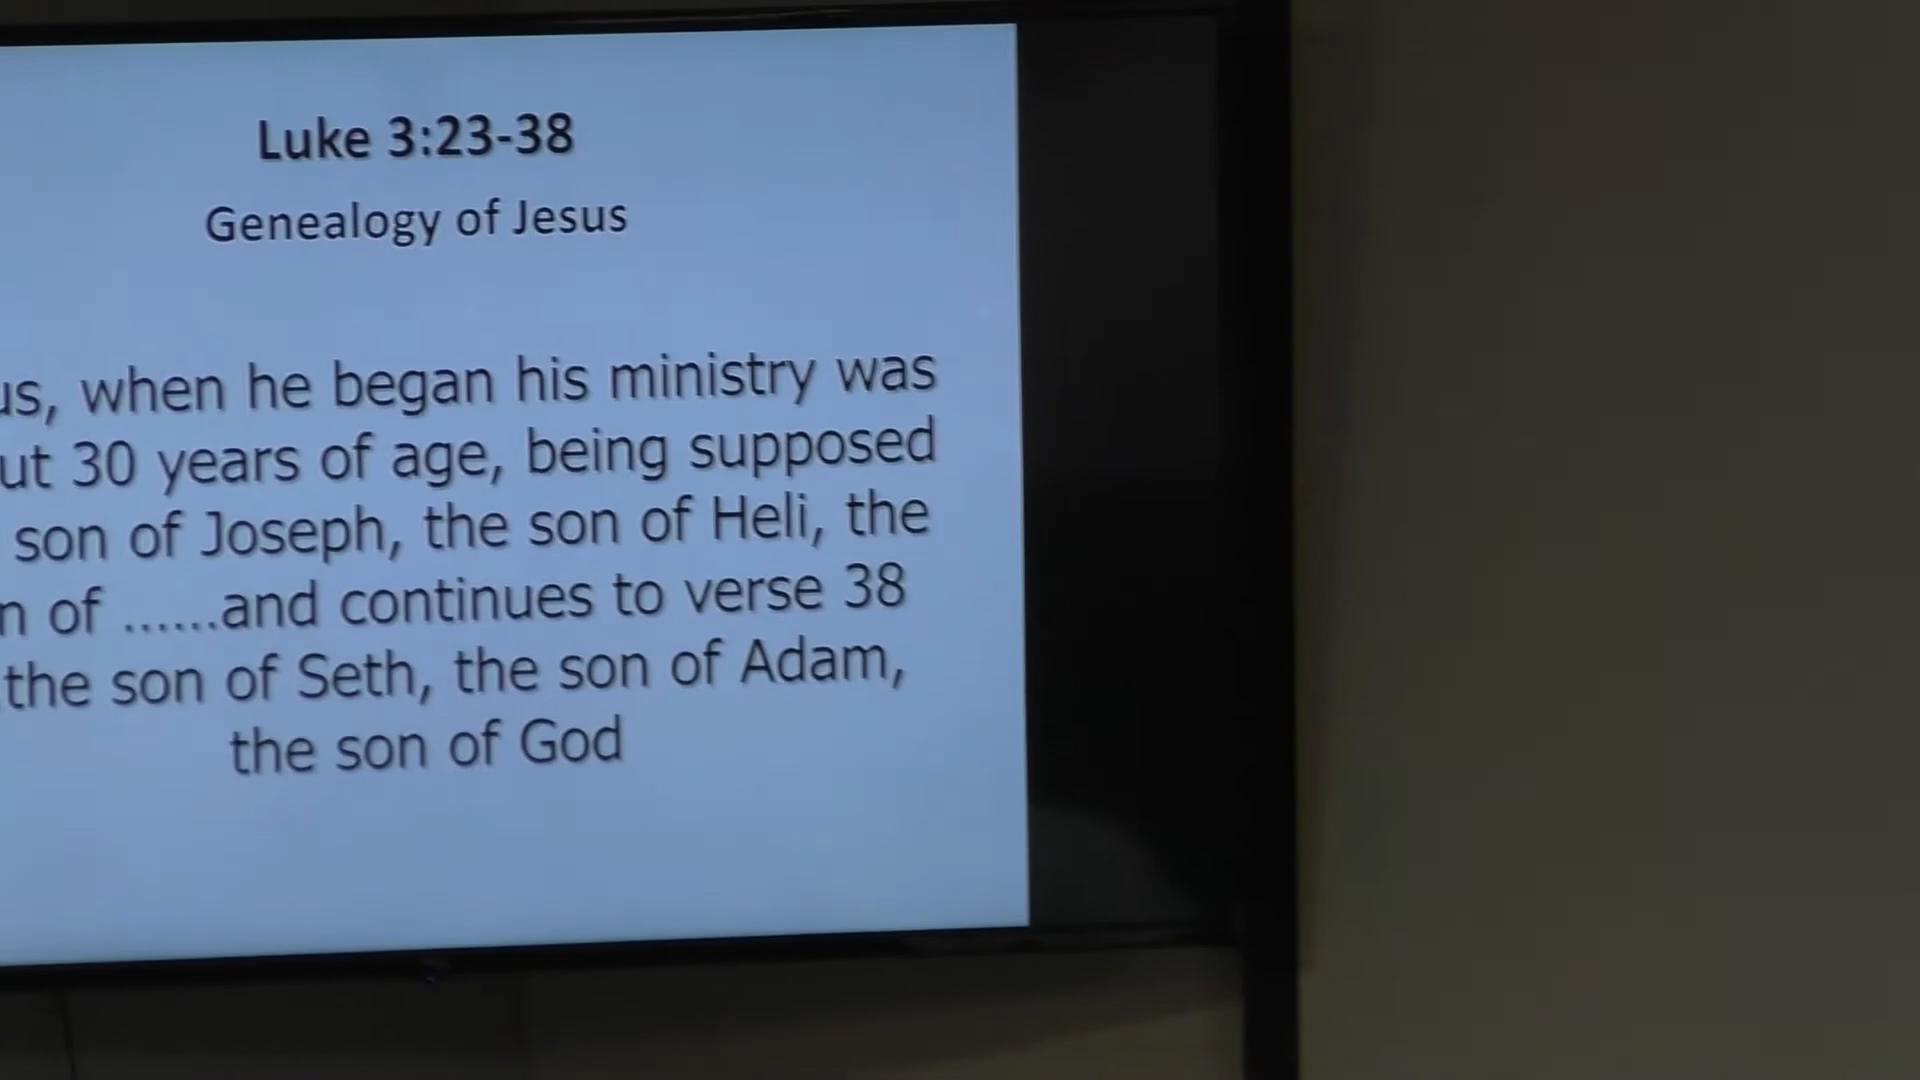 Luke 3:23-38
Genealogy of Jesus
us, when he began his ministry was
ut 30 years of age, being supposed
son of Joseph, the son of Heli, the
n of ......and continues to verse 38
the son of Seth, the son of Adam,
the son of God